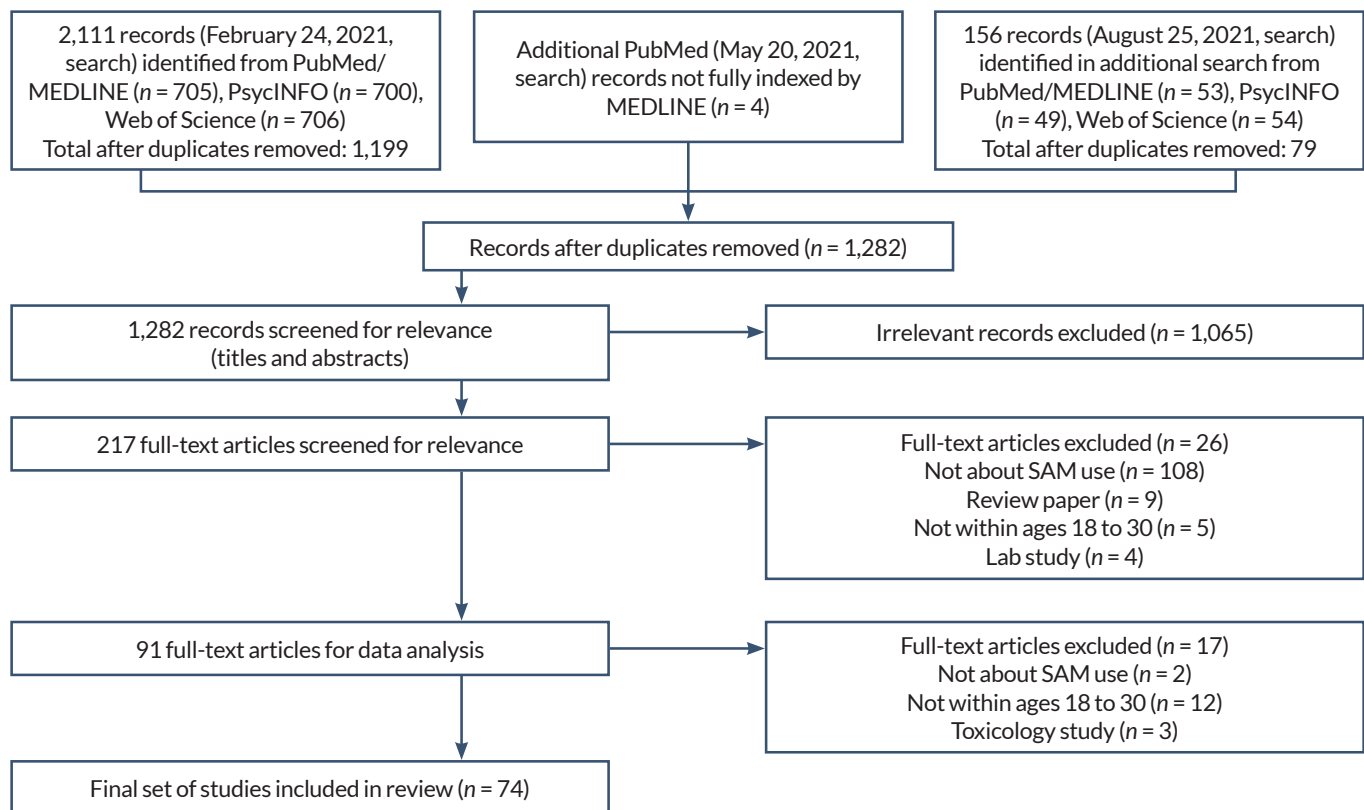 2,111 records (February 24, 2021,
search) identified from PubMed/
MEDLINE (n = 705), PsycINFO (n = 700),
Web of Science (n = 706)
Total after duplicates removed: 1,199
Additional PubMed (May 20, 2021,
search) records not fully indexed by
MEDLINE (n = 4)
156 records (August 25, 2021, search)
identified in additional search from
PubMed/MEDLINE (n = 53), PsycINFO
(n = 49), Web of Science (n = 54)
Total after duplicates removed: 79
Records after duplicates removed (n = 1,282)
1,282 records screened for relevance
(titles and abstracts)
Irrelevant records excluded (n = 1,065)
217 full-text articles screened for relevance
Full-text articles excluded (n = 26)
Not about SAM use (n = 108)
Review paper (n = 9)
Not within ages 18 to 30 (n = 5)
Lab study (n = 4)
91 full-text articles for data analysis
Full-text articles excluded (n = 17)
Not about SAM use (n = 2)
Not within ages 18 to 30 (n = 12)
Toxicology study (n = 3)
Final set of studies included in review (n = 74)